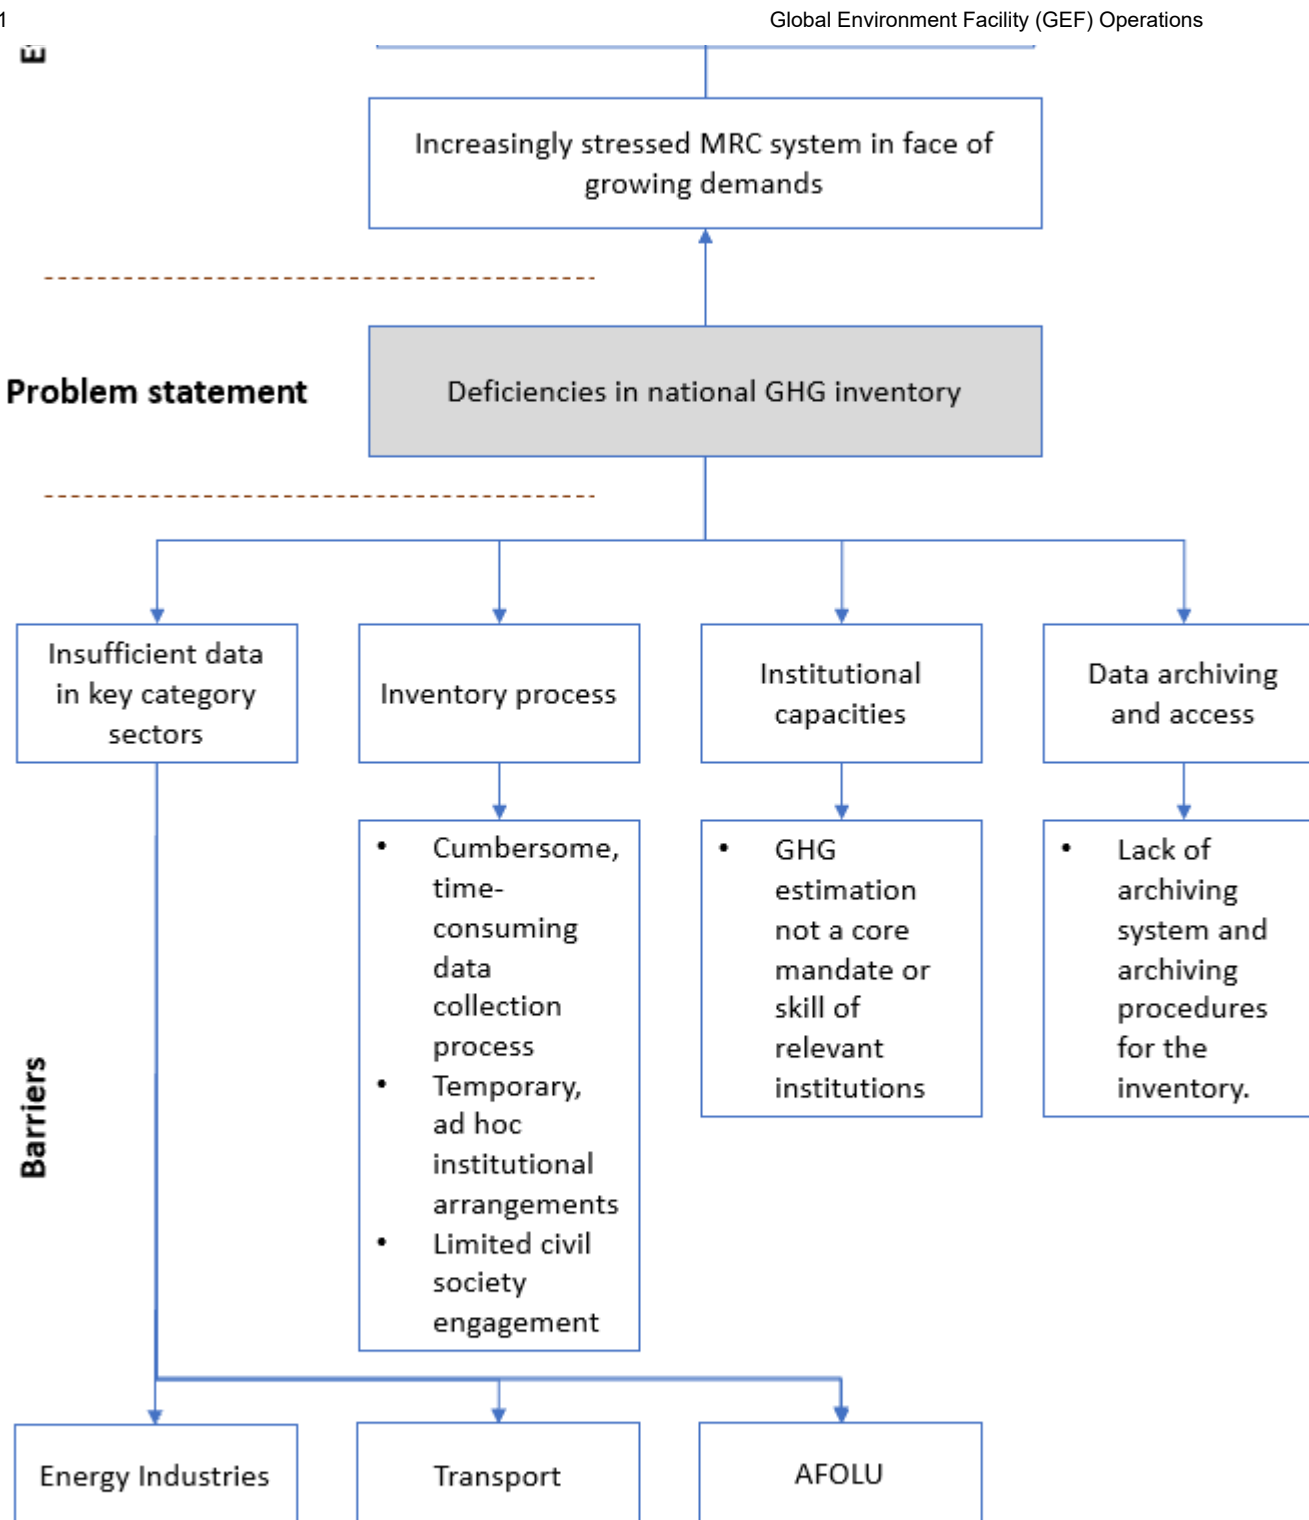 1
Global Environment Facility (GEF) Operations
Increasingly stressed MRC system in face of
growing demands
Problem statement
Deficiencies in national GHG inventory
Insufficient data
in key category
sectors
Inventory process
Institutional
capacities
Data archiving
and access
Barriers
• Cumbersome,
time-
consuming
data
collection
process
• Temporary,
ad hoc
institutional
arrangements
• Limited civil
society
engagement
• GHG
estimation
not a core
mandate or
skill of
relevant
institutions
• Lack of
archiving
system and
archiving
procedures
for the
inventory.
Energy Industries
Transport
AFOLU